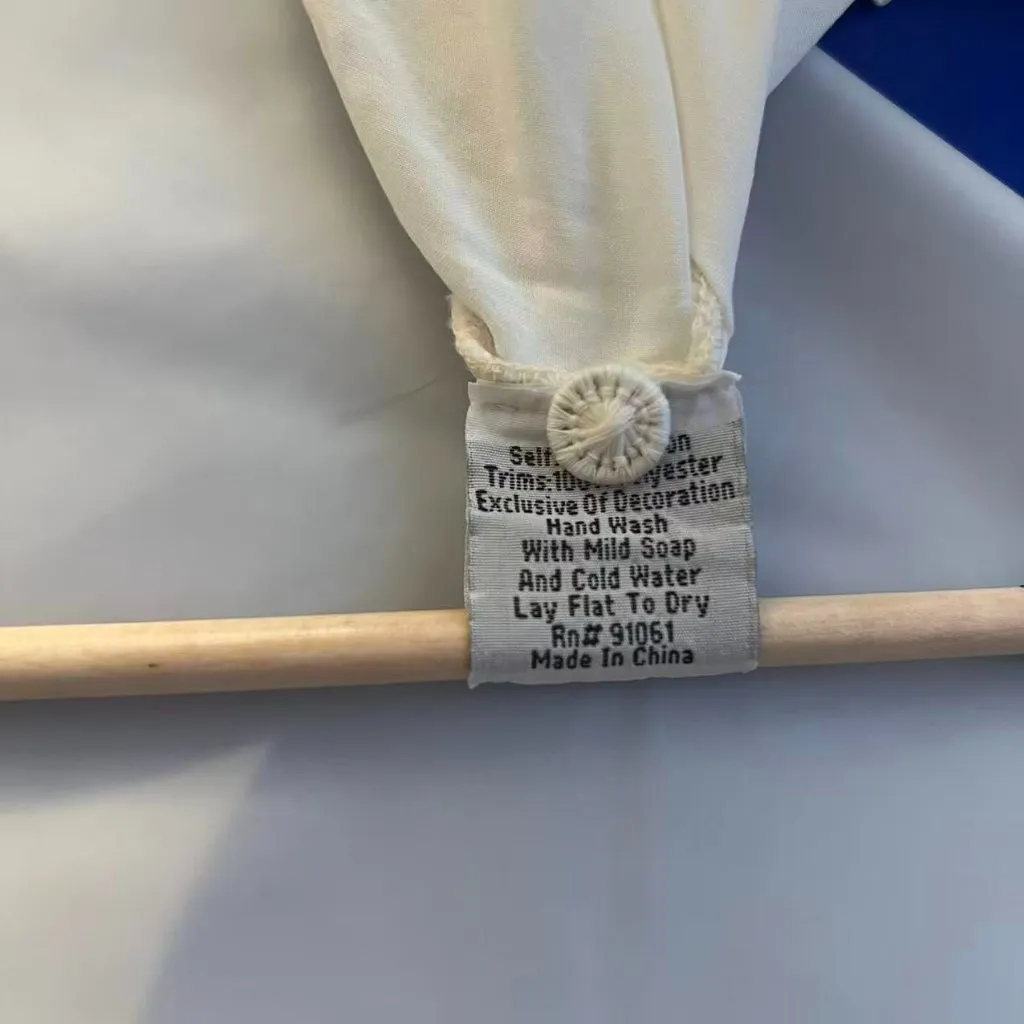 Self
Trims:100% Polyester
Exclusive Of Decoration
Hand Wash
With Mild Soap
And Cold Water
Lay Flat To Dry
Rn# 91061
Made In China